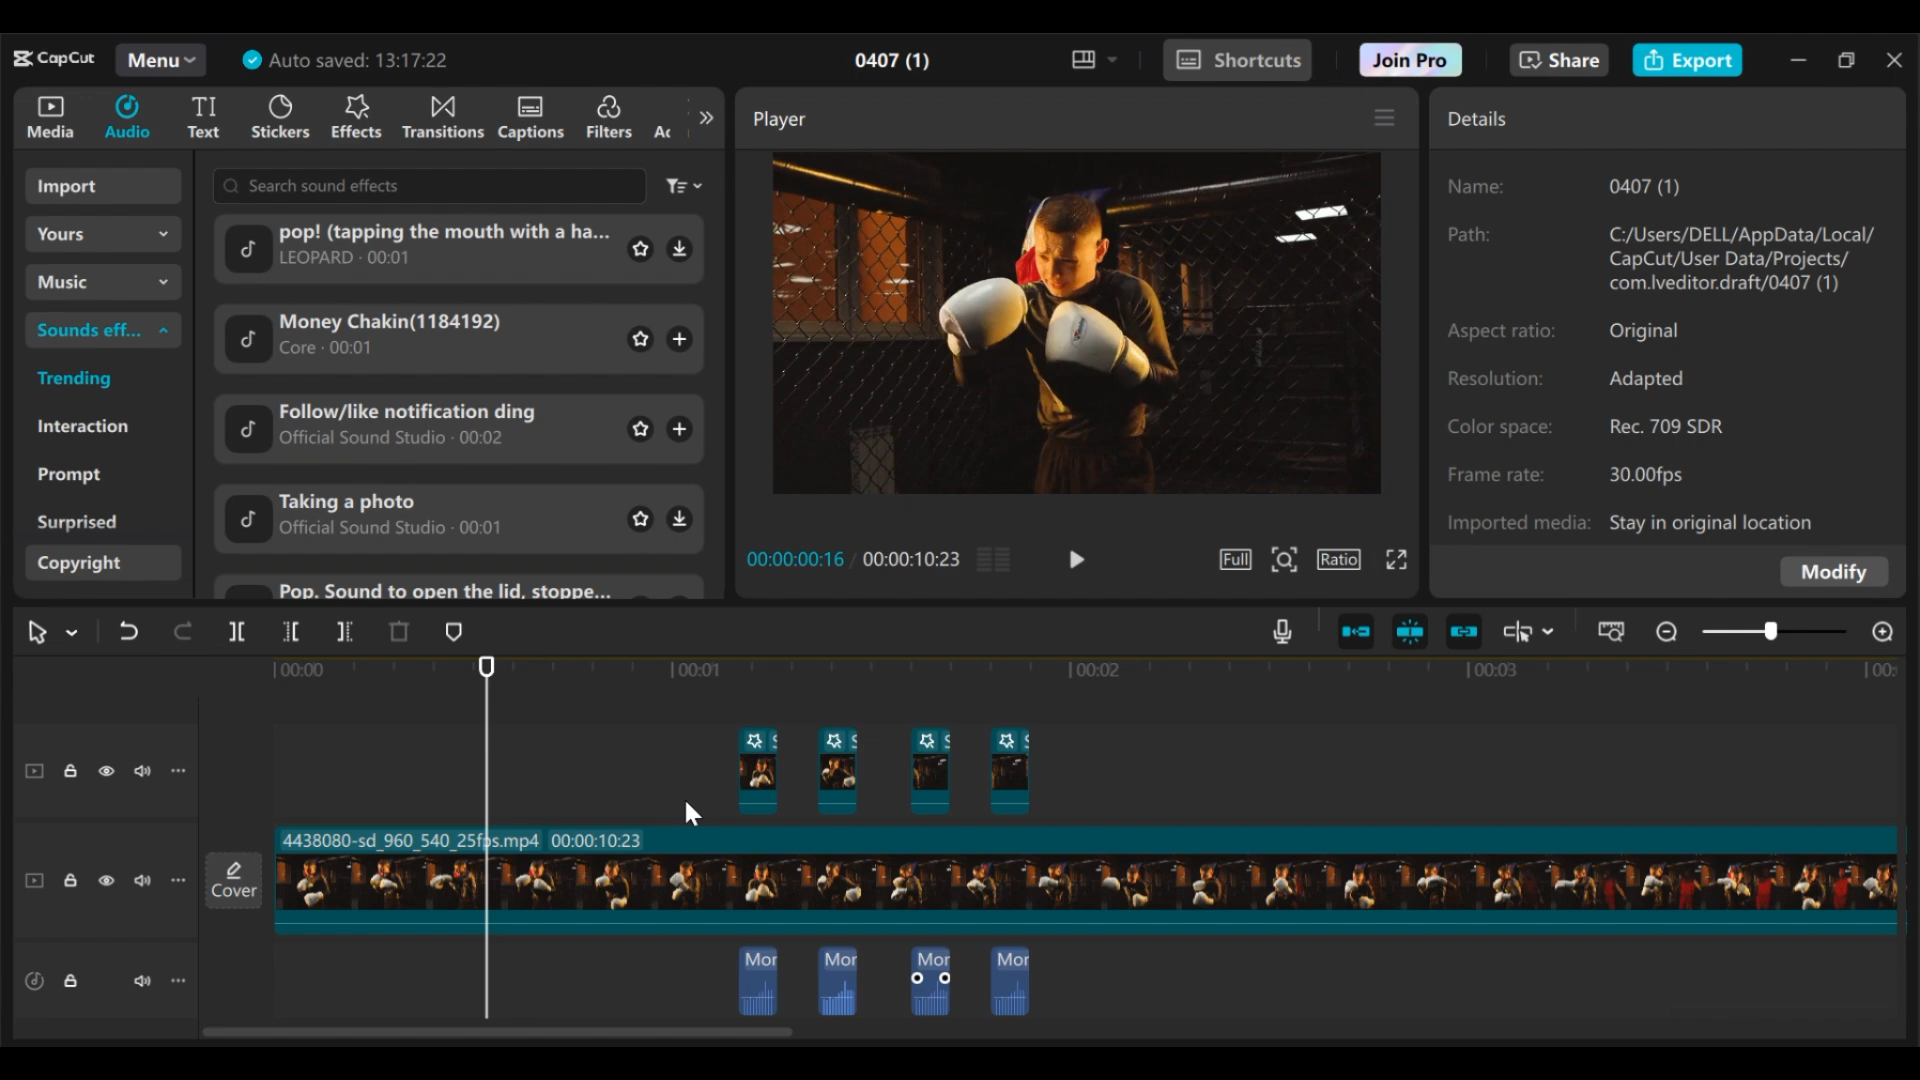 CapCut
Menu
Auto saved: 13:17:22
0407 (1)
Shortcuts
Join Pro
Share
Export
Media
Audio
TI
Text
Stickers
Effects
Transitions
Captions
Filters
Import
Yours
Music
Sounds eff...
Trending
Interaction
Prompt
Surprised
Copyright
Search sound effects
pop! (tapping the mouth with a ha...
LEOPARD · 00:01
Money Chakin(1184192)
Core · 00:01
Follow/like notification ding
Official Sound Studio · 00:02
Taking a photo
Official Sound Studio · 00:01
Pop. Sound to open the lid, stoppe...
Player
00:00:00:16 / 00:00:10:23
Full
Ratio
Details
Name: 0407 (1)
Path: C:/Users/DELL/AppData/Local/
CapCut/User Data/Projects/
com.lveditor.draft/0407 (1)
Aspect ratio: Original
Resolution: Adapted
Color space: Rec. 709 SDR
Frame rate: 30.00fps
Imported media: Stay in original location
Modify
00:00
00:01
00:02
00:03
00:
4438080-sd_960_540_25fps.mp4 00:00:10:23
Cover
Mor
Mor
Mor
Mor